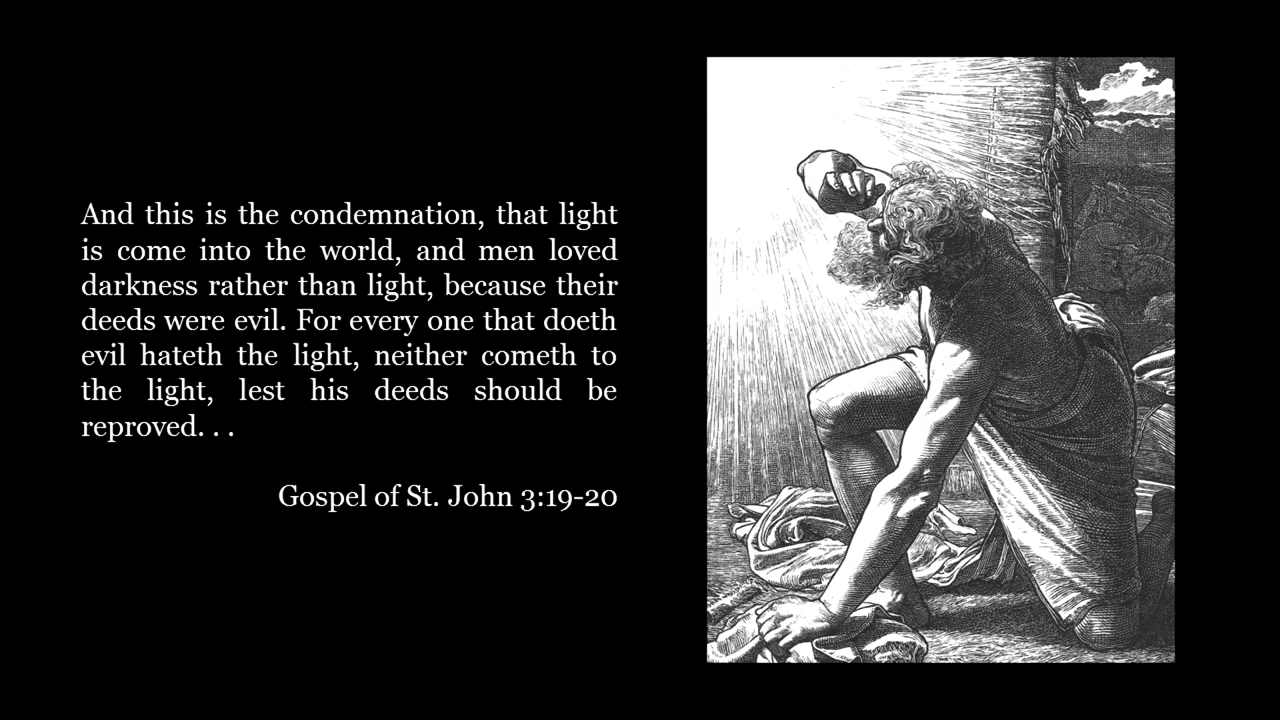 And this is the condemnation, that light
is come into the world, and men loved
darkness rather than light, because their
deeds were evil. For every one that doeth
evil hateth the light, neither cometh to
the light, lest his deeds should be
reproved. . .
Gospel of St. John 3:19-20